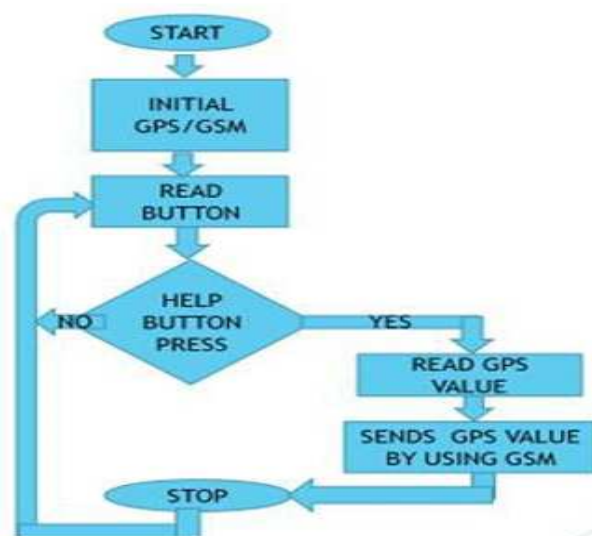 START
INITIAL
GPS/GSM
READ
BUTTON
HELP
BUTTON
PRESS
NO
YES
READ GPS
VALUE
SENDS GPS VALUE
BY USING GSM
STOP